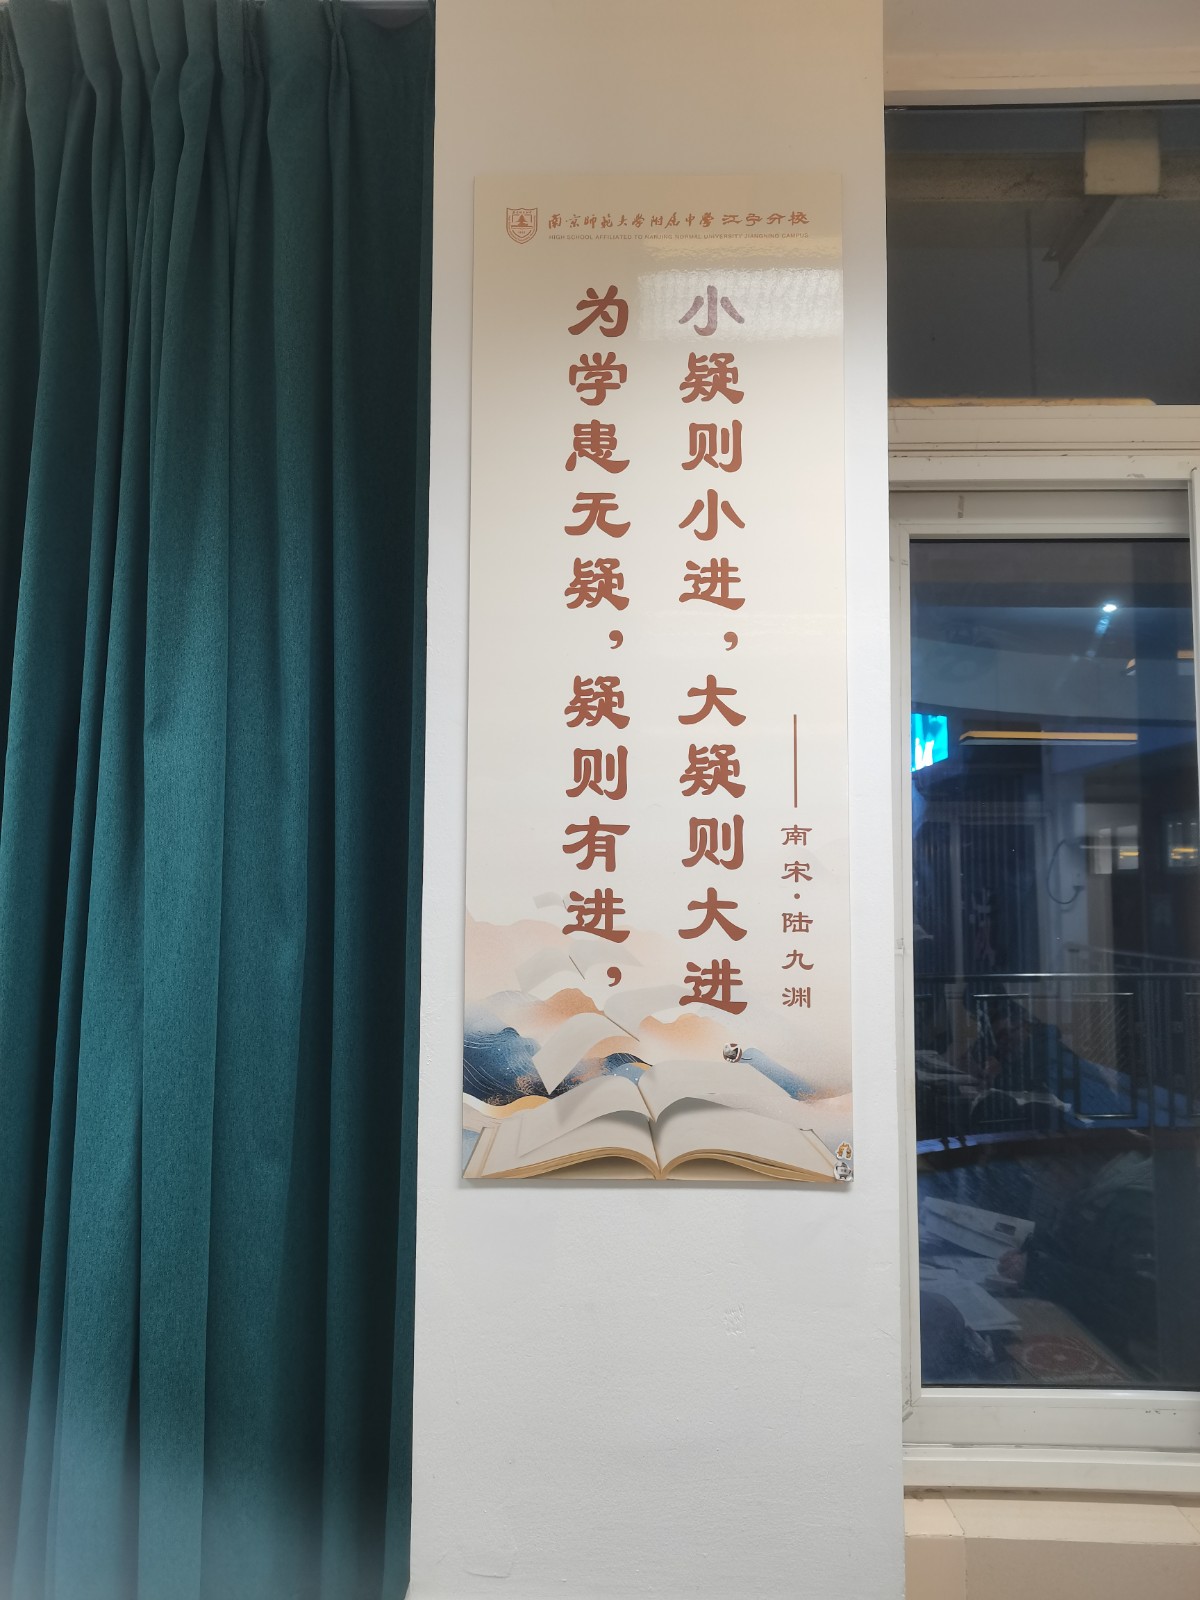 南京师范大学附属中学 江宁分校
HIGH SCHOOL AFFILIATED TO NANJING NORMAL UNIVERSITY JIANGNING CAMPUS
为学患无疑，疑则有进，
小疑则小进，大疑则大进
——南宋·陆九渊